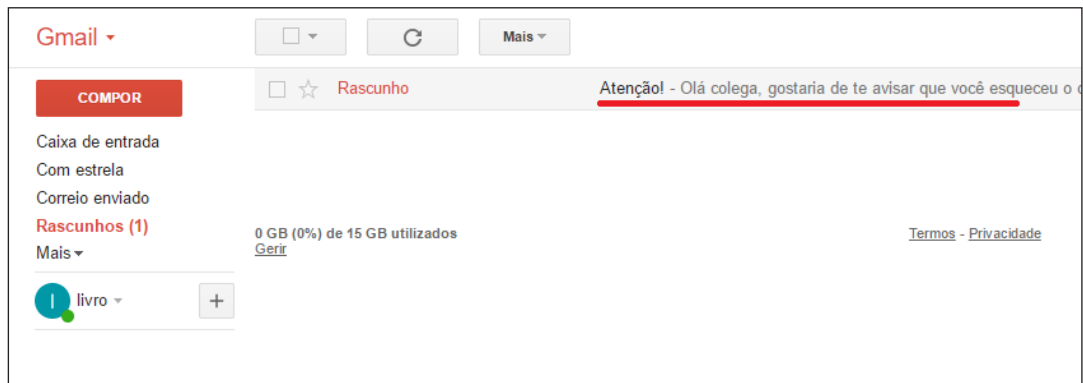 Gmail
Mais
COMPOR
Rascunho Atenção! - Olá colega, gostaria de te avisar que você esqueceu o
Caixa de entrada
Com estrela
Correio enviado
Rascunhos (1)
Mais
0 GB (0%) de 15 GB utilizados
Gerir
Termos - Privacidade
l livro